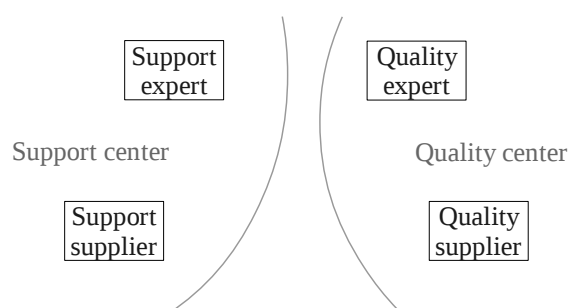 Support
expert
Quality
expert
Support center
Quality center
Support
supplier
Quality
supplier